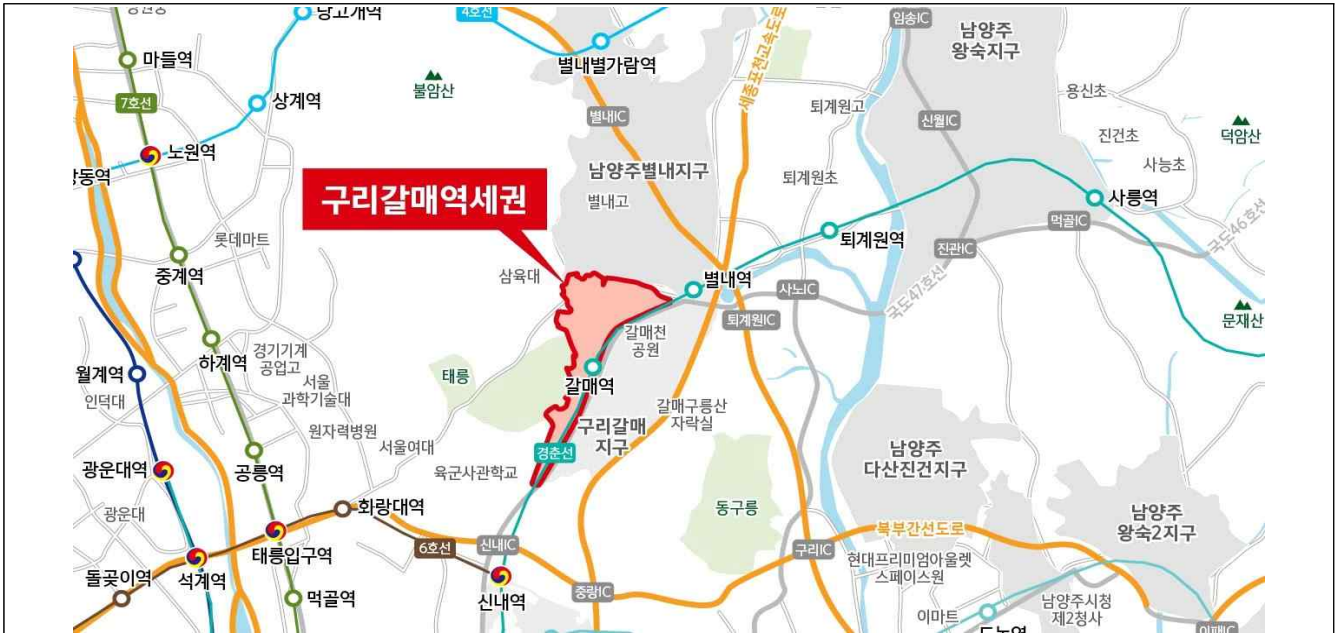 당고개역
4호선
임송IC
남양주
왕숙지구
마들역
별내별가람역
세종포천고속도로
불암산
용신초
7호선
상계역
퇴계원고
별내IC
신월IC
진건초
덕암산
노원역
사능초
남양주별내지구
퇴계원초
구리갈매역세권
별내고
사릉역
먹골IC
국도46호선
롯데마트
퇴계원역
진관IC
중계역
삼육대
별내역
사노IC
국도47호선
퇴계원IC
문재산
갈매천
공원
하계역
경기기계
공업고
월계역
인덕대
서울
과학기술대
태릉
갈매역
갈매구릉산
자락실
구리갈매
지구
원자력병원
서울여대
남양주
다산진건지구
경춘선
광운대역
공릉역
육군사관학교
화랑대역
동구릉
남양주
왕숙2지구
광운대
북부간선도로
태릉입구역
6호선
신내IC
구리IC
현대프리미엄아울렛
스페이스원
돌곶이역
석계역
신내역
중랑IC
먹골역
이마트
남양주시청
제2청사